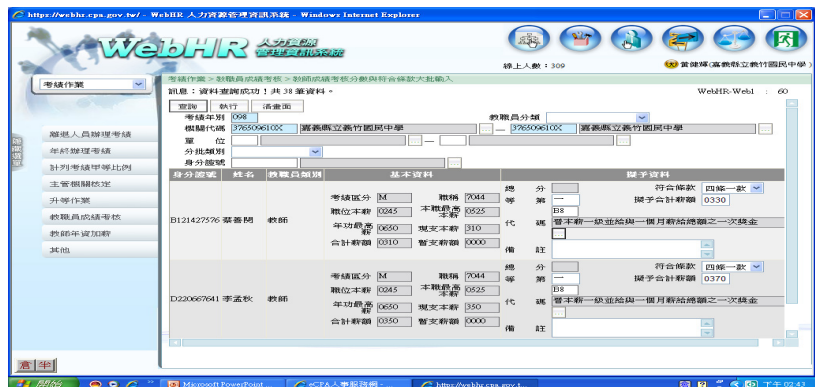 https://webhr.cpa.gov.tw/ - WebHR 人力資源管理資訊系統 - Windows Internet Explorer
WebHR 人力資源管理資訊系統
線上人數：309
黃健燁(嘉義縣立義竹國民中學)
考績作業
考績作業 > 教職員成績考核 > 教師成績考核分數與符合條款大批輸入
訊息：資料查詢成功！共 38 筆資料。
WebHR-Web1 : 60
查詢 執行 清畫面
考績年別 098 教職員分類
機關代碼 376509610X 嘉義縣立義竹國民中學 — 376509610X 嘉義縣立義竹國民中學
單 位 —
分批類別
身分證號
離退人員辦理考績
年終辦理考績
計列考績甲等比例
主管機關核定
升等作業
教職員成績考核
教師年資加薪
其他
身分證號 姓名 教職員類別 基本資料 擬予資料
B121427576 蔡善閔 教師
考績區分 M 職稱 7044
職位本薪 0245 本職最高本薪 0525
年功最高薪 0650 現支本薪 310
合計薪額 0310 暫支薪額 0000
總 分 符合條款 四條一款
等 第 一 擬予合計薪額 0330
B8
代 碼 晉本薪一級並給與一個月薪給總額之一次獎金
備 註
D220667641 李孟秋 教師
考績區分 M 職稱 7044
職位本薪 0245 本職最高本薪 0525
年功最高薪 0650 現支本薪 350
合計薪額 0350 暫支薪額 0000
總 分 符合條款 四條一款
等 第 一 擬予合計薪額 0370
B8
代 碼 晉本薪一級並給與一個月薪給總額之一次獎金
備 註
倉 半
開始 Microsoft PowerPoint ... eCPA人事服務網 - ... https://webhr.cpa.gov.t... 下午 02:43